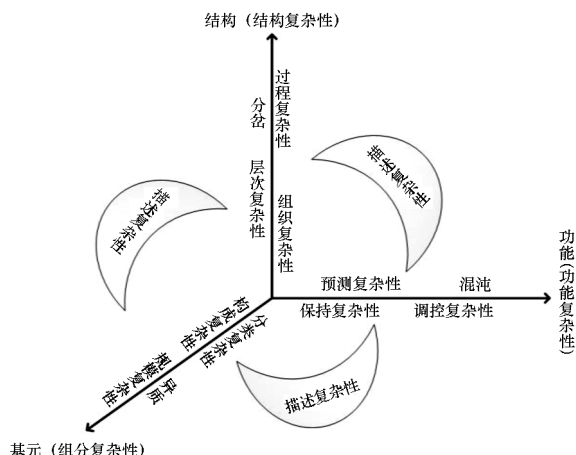 结构（结构复杂性）
过程复杂性
分岔
层次复杂性
组织复杂性
描述复杂性
描述复杂性
预测复杂性
混沌
保持复杂性
调控复杂性
功能（功能复杂性）
分类复杂性
构成复杂性
异质
规模复杂性
描述复杂性
基元（组分复杂性）